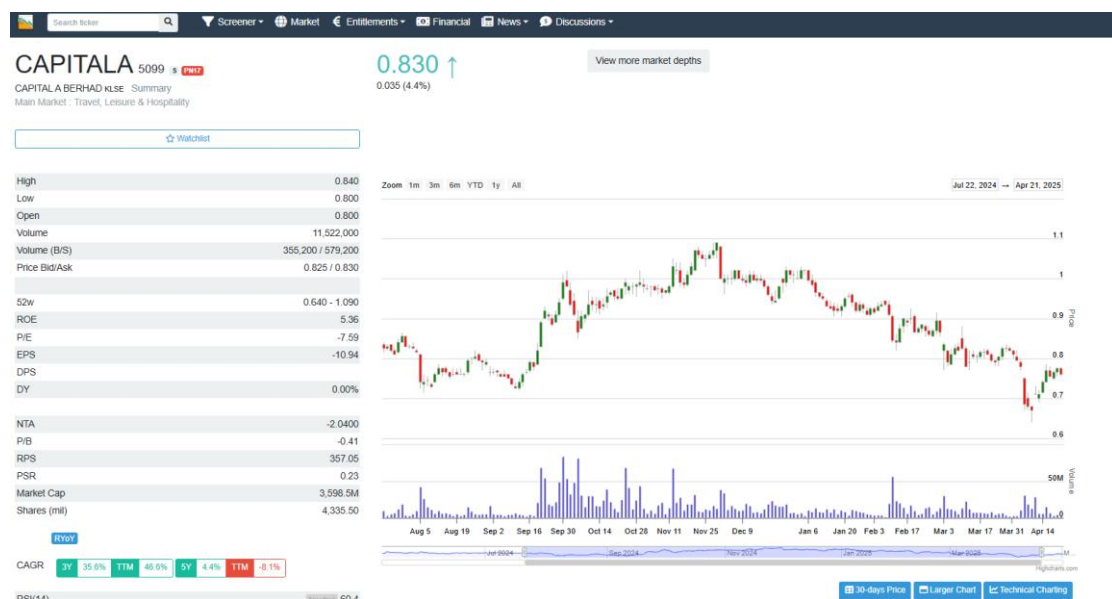 Search ticker
Screener Market Entitlements Financial News Discussions
CAPITALA 5099 s PN17
CAPITAL A BERHAD KLSE Summary
Main Market : Travel, Leisure & Hospitality
0.830 ↑
0.035 (4.4%)
View more market depths
Watchlist
High 0.840
Low 0.800
Open 0.800
Volume 11,522,000
Volume (B/S) 355,200 / 579,200
Price Bid/Ask 0.825 / 0.830
52w 0.640 - 1.090
ROE 5.36
P/E -7.59
EPS -10.94
DPS
DY 0.00%
NTA -2.0400
P/B -0.41
RPS 357.05
PSR 0.23
Market Cap 3,598.5M
Shares (mil) 4,335.50
RYoY
CAGR 3Y 35.6% TTM 46.6% 5Y 4.4% TTM -8.1%
RSI(14) 60.4
Zoom 1m 3m 6m YTD 1y All
Jul 22, 2024 → Apr 21, 2025
1.1
1
0.9
0.8
0.7
0.6
Price
50M
0
Volume
Aug 5 Aug 19 Sep 2 Sep 16 Sep 30 Oct 14 Oct 28 Nov 11 Nov 25 Dec 9 Jan 6 Jan 20 Feb 3 Feb 17 Mar 3 Mar 17 Mar 31 Apr 14
Jul 2024 Sep 2024 Nov 2024 Jan 2025 Mar 2025 M...
Highcharts.com
30-days Price Larger Chart Technical Charting